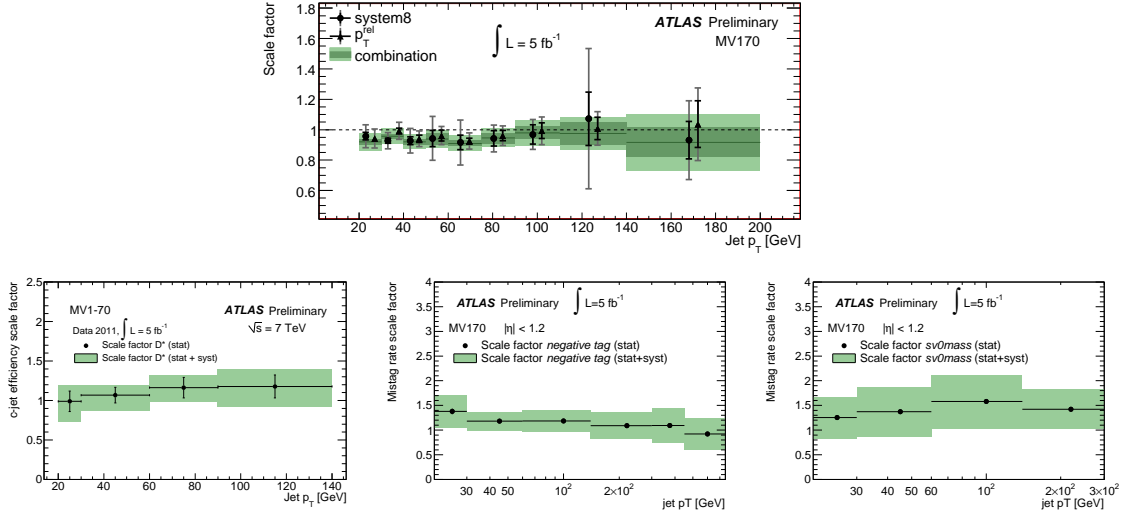 Scale factor
1.8
1.6
1.4
1.2
1
0.8
0.6
system8
p_T^rel
combination
∫ L = 5 fb⁻¹
ATLAS Preliminary
MV170
20 40 60 80 100 120 140 160 180 200
Jet p_T [GeV]
c-jet efficiency scale factor
2.5
2
1.5
1
0.5
0
MV1-70
ATLAS Preliminary
Data 2011, ∫ L = 5 fb⁻¹
√s = 7 TeV
Scale factor D* (stat)
Scale factor D* (stat + syst)
20 40 60 80 100 120 140
Jet p_T [GeV]
Mistag rate scale factor
4
3.5
3
2.5
2
1.5
1
0.5
0
ATLAS Preliminary ∫ L=5 fb⁻¹
MV170 |η| < 1.2
Scale factor negative tag (stat)
Scale factor negative tag (stat+syst)
30 40 50 10² 2×10²
jet pT [GeV]
Mistag rate scale factor
4
3.5
3
2.5
2
1.5
1
0.5
0
ATLAS Preliminary ∫ L=5 fb⁻¹
MV170 |η| < 1.2
Scale factor sv0mass (stat)
Scale factor sv0mass (stat+syst)
30 40 50 60 10² 2×10² 3×10²
jet pT [GeV]